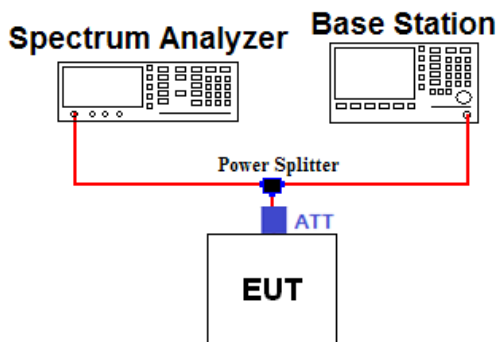 Spectrum Analyzer
Base Station
Power Splitter
ATT
EUT